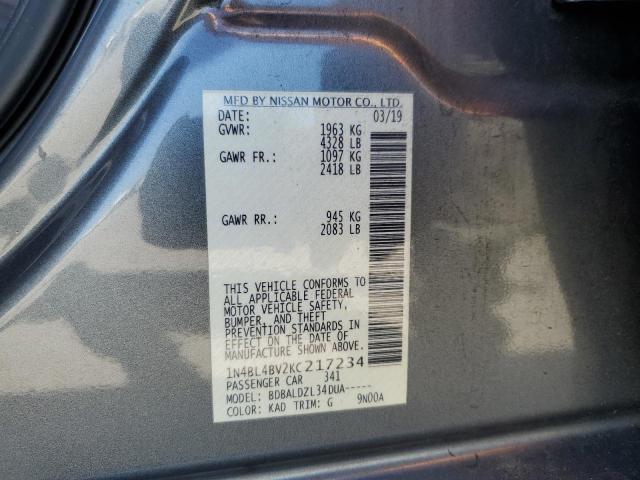 MFD BY NISSAN MOTOR CO., LTD.
DATE: 03/19
GVWR: 1963 KG
4328 LB
GAWR FR.: 1097 KG
2418 LB
GAWR RR.: 945 KG
2083 LB
THIS VEHICLE CONFORMS TO
ALL APPLICABLE FEDERAL
MOTOR VEHICLE SAFETY,
BUMPER, AND THEFT
PREVENTION STANDARDS IN
EFFECT ON THE DATE OF
MANUFACTURE SHOWN ABOVE.
1N4BL4BV2KC217234
PASSENGER CAR 341
MODEL: BDBALDZL34DUA-----
COLOR: KAD TRIM: G 9N00A